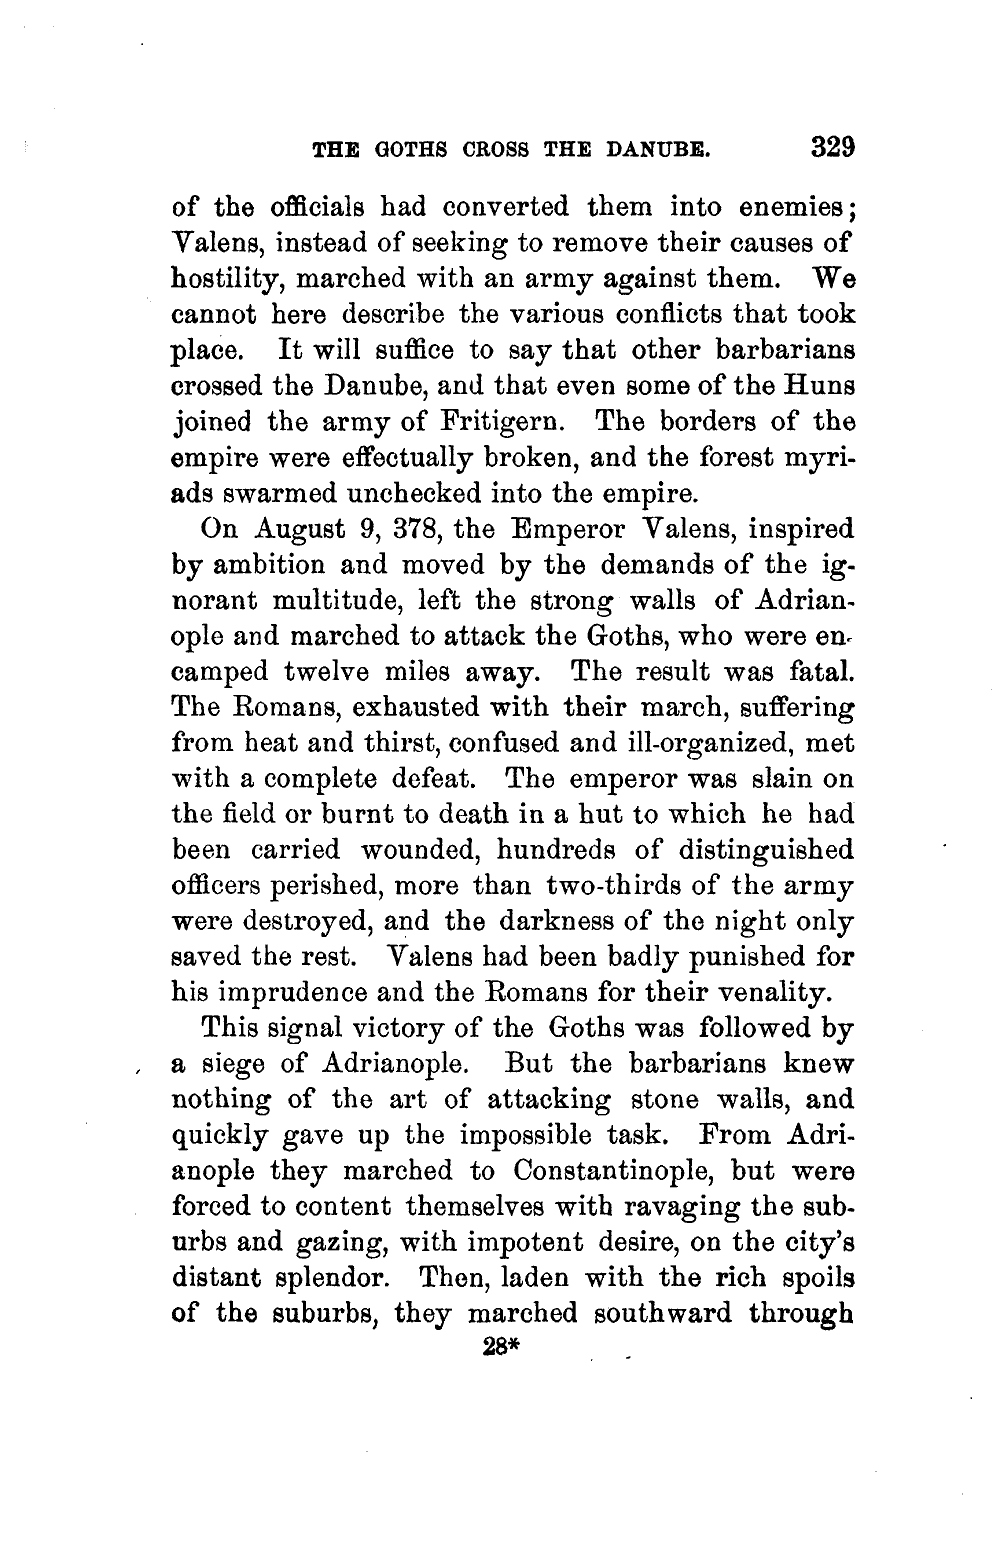 THE GOTHS CROSS THE DANUBE. 329
of the officials had converted them into enemies;
Valens, instead of seeking to remove their causes of
hostility, marched with an army against them. We
cannot here describe the various conflicts that took
place. It will suffice to say that other barbarians
crossed the Danube, and that even some of the Huns
joined the army of Fritigern. The borders of the
empire were effectually broken, and the forest myri-
ads swarmed unchecked into the empire.
On August 9, 378, the Emperor Valens, inspired
by ambition and moved by the demands of the ig-
norant multitude, left the strong walls of Adrian-
ople and marched to attack the Goths, who were en-
camped twelve miles away. The result was fatal.
The Romans, exhausted with their march, suffering
from heat and thirst, confused and ill-organized, met
with a complete defeat. The emperor was slain on
the field or burnt to death in a hut to which he had
been carried wounded, hundreds of distinguished
officers perished, more than two-thirds of the army
were destroyed, and the darkness of the night only
saved the rest. Valens had been badly punished for
his imprudence and the Romans for their venality.
This signal victory of the Goths was followed by
a siege of Adrianople. But the barbarians knew
nothing of the art of attacking stone walls, and
quickly gave up the impossible task. From Adri-
anople they marched to Constantinople, but were
forced to content themselves with ravaging the sub-
urbs and gazing, with impotent desire, on the city's
distant splendor. Then, laden with the rich spoils
of the suburbs, they marched southward through
28*